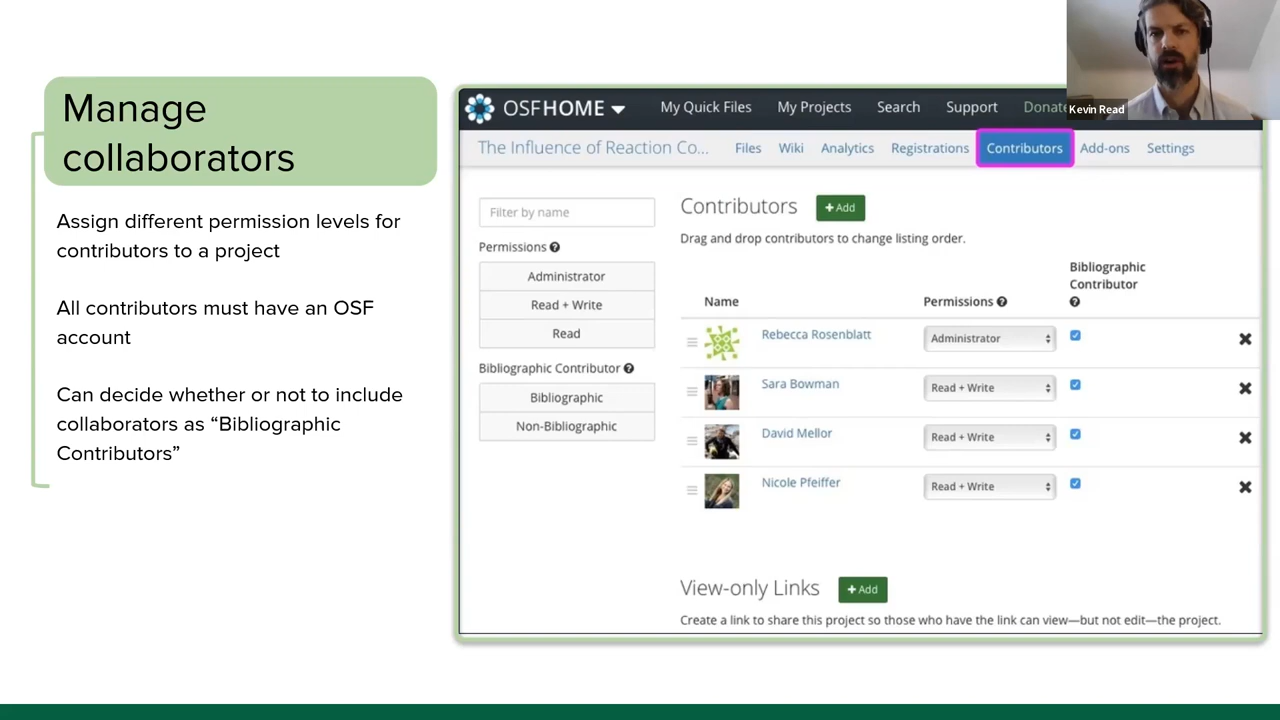 Manage
collaborators
Assign different permission levels for
contributors to a project
All contributors must have an OSF
account
Can decide whether or not to include
collaborators as “Bibliographic
Contributors”
OSFHOME My Quick Files My Projects Search Support Donate
Kevin Read
The Influence of Reaction Co... Files Wiki Analytics Registrations Contributors Add-ons Settings
Filter by name
Permissions
Administrator
Read + Write
Read
Bibliographic Contributor
Bibliographic
Non-Bibliographic
Contributors + Add
Drag and drop contributors to change listing order.
Bibliographic
Contributor
Name Permissions
Rebecca Rosenblatt Administrator
Sara Bowman Read + Write
David Mellor Read + Write
Nicole Pfeiffer Read + Write
View-only Links + Add
Create a link to share this project so those who have the link can view—but not edit—the project.